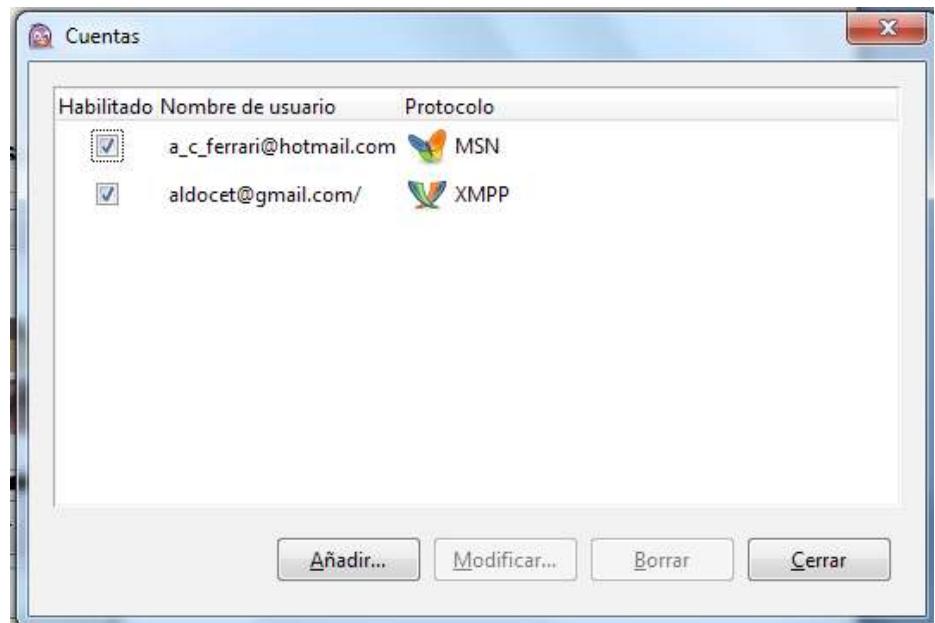 Cuentas
Habilitado Nombre de usuario Protocolo
a_c_ferrari@hotmail.com MSN
aldocet@gmail.com/ XMPP
Añadir... Modificar... Borrar Cerrar